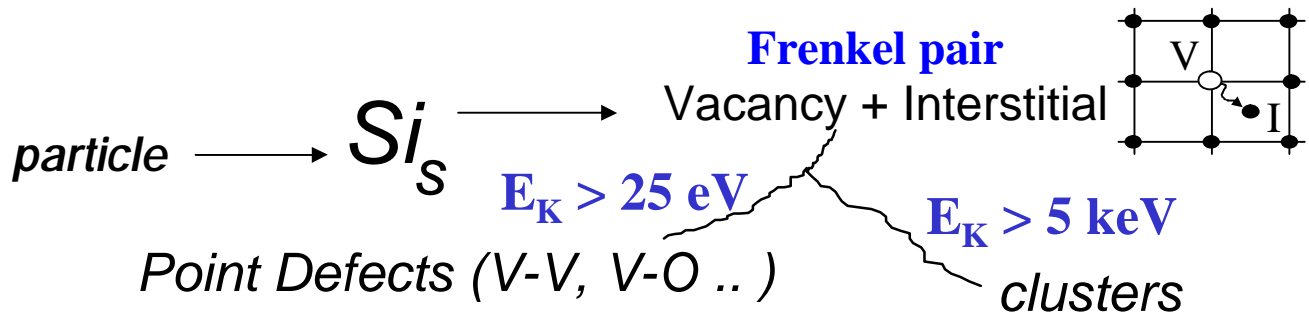 Frenkel pair
Vacancy + Interstitial
V
I
particle
Si_s
E_K > 25 eV
E_K > 5 keV
Point Defects (V-V, V-O .. )
clusters